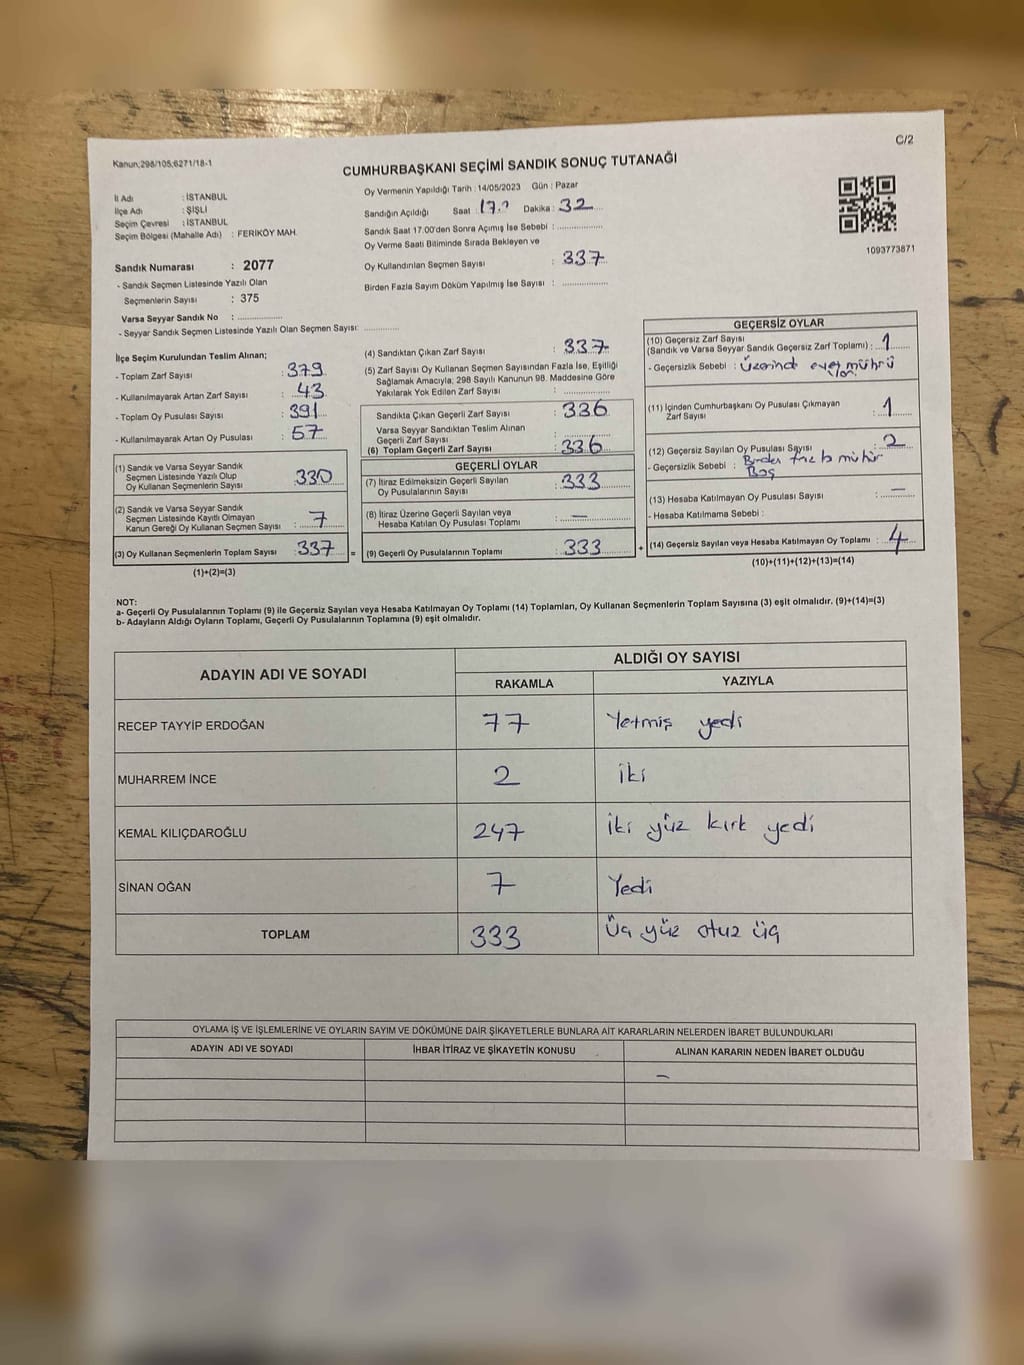 C/2
Kanun;298/105;6271/18-1
CUMHURBAŞKANI SEÇİMİ SANDIK SONUÇ TUTANAĞI
İl Adı : İSTANBUL
İlçe Adı : ŞİŞLİ
Seçim Çevresi : İSTANBUL
Seçim Bölgesi (Mahalle Adı) : FERİKÖY MAH.
Oy Vermenin Yapıldığı Tarih : 14/05/2023 Gün : Pazar
Sandığın Açıldığı Saat : 17 Dakika : 32
Sandık Saat 17.00'den Sonra Açılmış İse Sebebi :
Oy Verme Saati Bitiminde Sırada Bekleyen ve
Oy Kullandırılan Seçmen Sayısı : 337
Birden Fazla Sayım Döküm Yapılmış İse Sayısı :
1093773871
Sandık Numarası : 2077
- Sandık Seçmen Listesinde Yazılı Olan
Seçmenlerin Sayısı : 375
Varsa Seyyar Sandık No :
- Seyyar Sandık Seçmen Listesinde Yazılı Olan Seçmen Sayısı:
İlçe Seçim Kurulundan Teslim Alınan;
- Toplam Zarf Sayısı : 379
- Kullanılmayarak Artan Zarf Sayısı : 43
- Toplam Oy Pusulası Sayısı : 391
- Kullanılmayarak Artan Oy Pusulası : 57
(1) Sandık ve Varsa Seyyar Sandık
Seçmen Listesinde Yazılı Olup
Oy Kullanan Seçmenlerin Sayısı : 330
(2) Sandık ve Varsa Seyyar Sandık
Seçmen Listesinde Kayıtlı Olmayan
Kanun Gereği Oy Kullanan Seçmen Sayısı : 7
(3) Oy Kullanan Seçmenlerin Toplam Sayısı : 337 =
(1)+(2)=(3)
(4) Sandıktan Çıkan Zarf Sayısı : 337
(5) Zarf Sayısı Oy Kullanan Seçmen Sayısından Fazla İse, Eşitliği
Sağlamak Amacıyla, 298 Sayılı Kanunun 98. Maddesine Göre
Yakılarak Yok Edilen Zarf Sayısı :
Sandıkta Çıkan Geçerli Zarf Sayısı : 336
Varsa Seyyar Sandıktan Teslim Alınan
Geçerli Zarf Sayısı :
(6) Toplam Geçerli Zarf Sayısı : 336
GEÇERLİ OYLAR
(7) İtiraz Edilmeksizin Geçerli Sayılan
Oy Pusulalarının Sayısı : 333
(8) İtiraz Üzerine Geçerli Sayılan veya
Hesaba Katılan Oy Pusulası Toplamı : —
(9) Geçerli Oy Pusulalarının Toplamı : 333 +
GEÇERSİZ OYLAR
(10) Geçersiz Zarf Sayısı
(Sandık ve Varsa Seyyar Sandık Geçersiz Zarf Toplamı) : 1
- Geçersizlik Sebebi : Üzerinde mührü
(11) İçinden Cumhurbaşkanı Oy Pusulası Çıkmayan
Zarf Sayısı : 1
(12) Geçersiz Sayılan Oy Pusulası Sayısı : 2
- Geçersizlik Sebebi : Birden mühür
Boş
(13) Hesaba Katılmayan Oy Pusulası Sayısı : —
- Hesaba Katılmama Sebebi :
(14) Geçersiz Sayılan veya Hesaba Katılmayan Oy Toplamı : 4
(10)+(11)+(12)+(13)=(14)
NOT:
a- Geçerli Oy Pusulalarının Toplamı (9) ile Geçersiz Sayılan veya Hesaba Katılmayan Oy Toplamı (14) Toplamları, Oy Kullanan Seçmenlerin Toplam Sayısına (3) eşit olmalıdır. (9)+(14)=(3)
b- Adayların Aldığı Oyların Toplamı, Geçerli Oy Pusulalarının Toplamına (9) eşit olmalıdır.
ADAYIN ADI VE SOYADI ALDIĞI OY SAYISI
RAKAMLA YAZIYLA
RECEP TAYYİP ERDOĞAN 77 Yetmiş yedi
MUHARREM İNCE 2 iki
KEMAL KILIÇDAROĞLU 247 iki yüz kırk yedi
SİNAN OĞAN 7 Yedi
TOPLAM 333 Üç yüz otuz üç
OYLAMA İŞ VE İŞLEMLERİNE VE OYLARIN SAYIM VE DÖKÜMÜNE DAİR ŞİKAYETLERLE BUNLARA AİT KARARLARIN NELERDEN İBARET BULUNDUKLARI
ADAYIN ADI VE SOYADI İHBAR İTİRAZ VE ŞİKAYETİN KONUSU ALINAN KARARIN NEDEN İBARET OLDUĞU
—